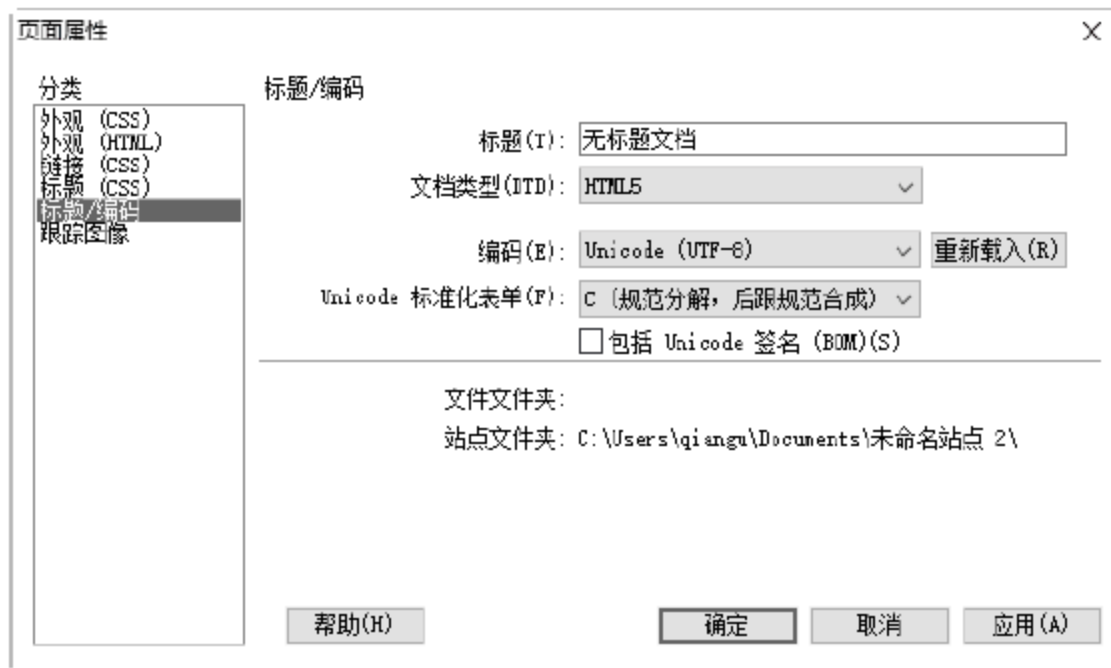 页面属性
分类
外观 (CSS)
外观 (HTML)
链接 (CSS)
标题 (CSS)
标题/编码
跟踪图像
标题/编码
标题(T): 无标题文档
文档类型(DTD): HTML5
编码(E): Unicode (UTF-8) 重新载入(R)
Unicode 标准化表单(F): C (规范分解，后跟规范合成)
包括 Unicode 签名 (BOM)(S)
文件文件夹:
站点文件夹: C:\Users\qiangu\Documents\未命名站点 2\
帮助(H) 确定 取消 应用(A)